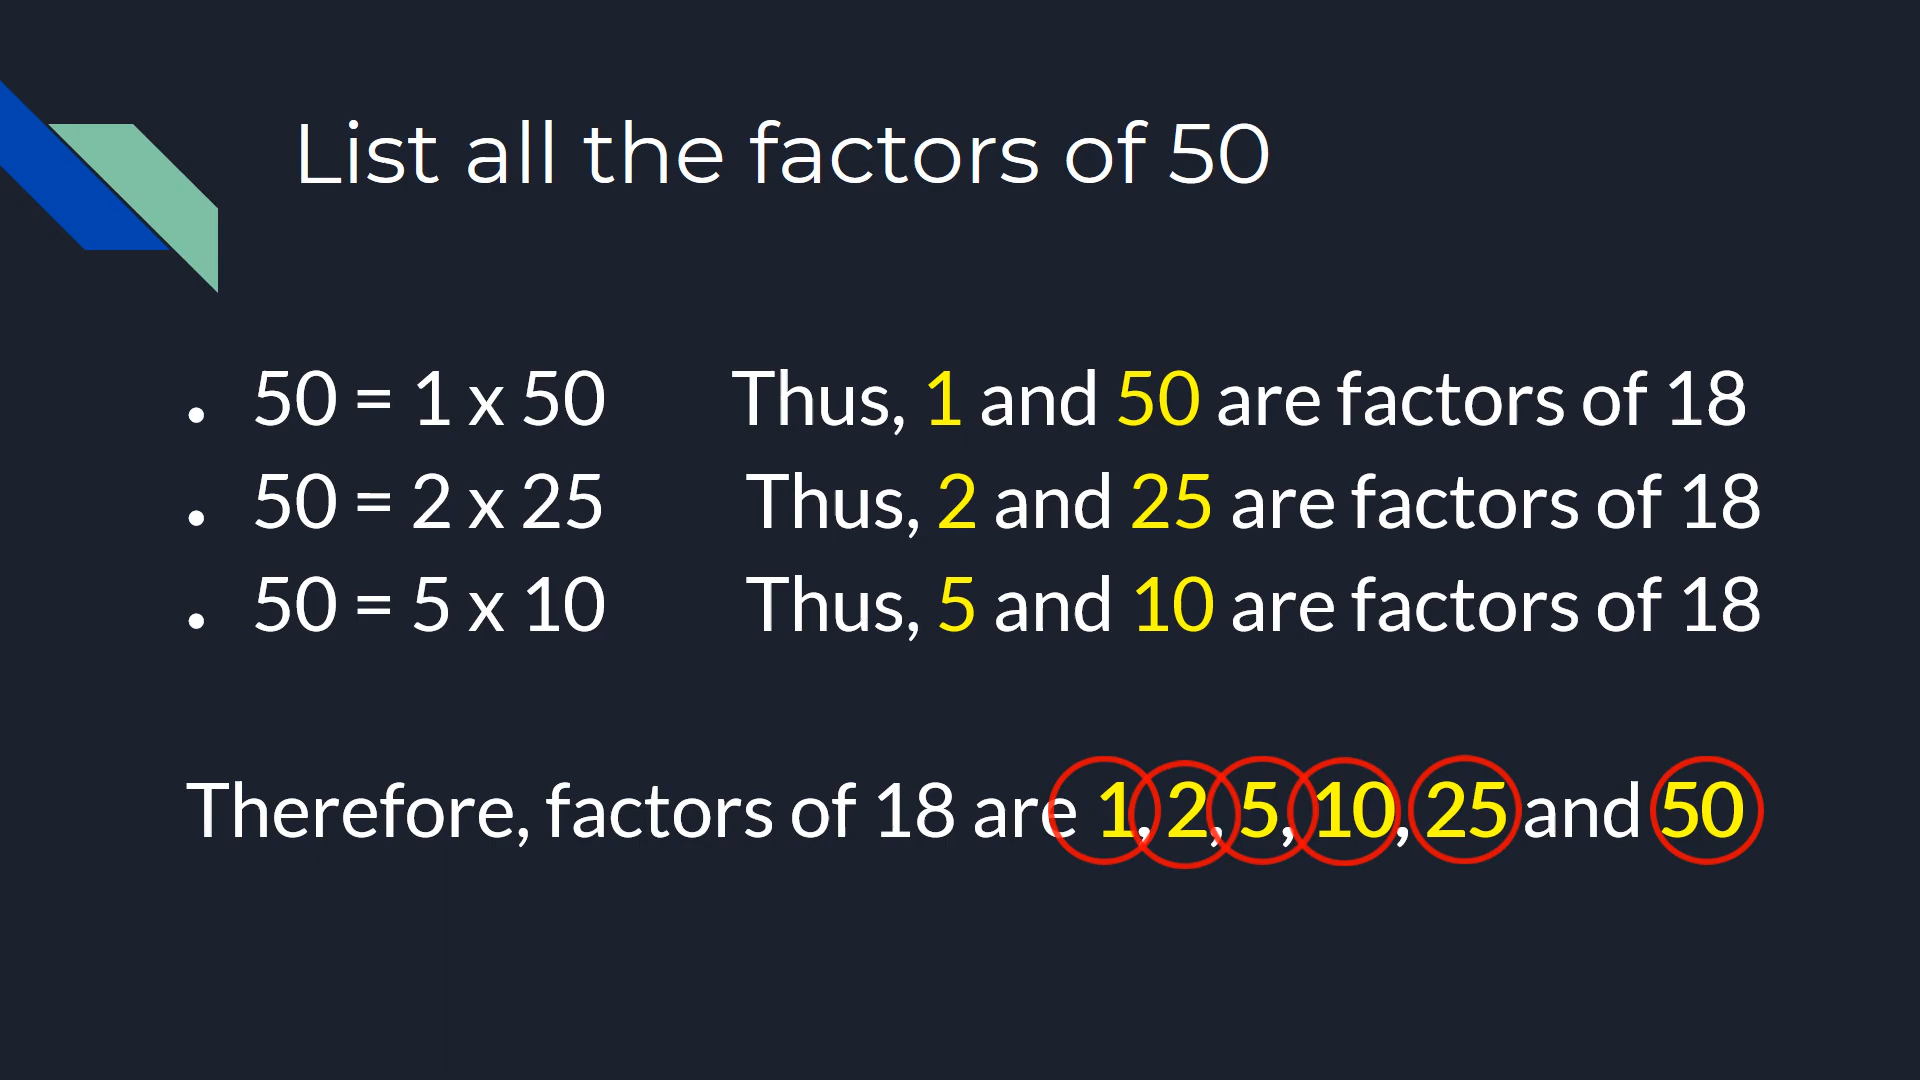 List all the factors of 50
• 50 = 1 x 50 Thus, 1 and 50 are factors of 18
• 50 = 2 x 25 Thus, 2 and 25 are factors of 18
• 50 = 5 x 10 Thus, 5 and 10 are factors of 18
Therefore, factors of 18 are 1, 2, 5, 10, 25 and 50